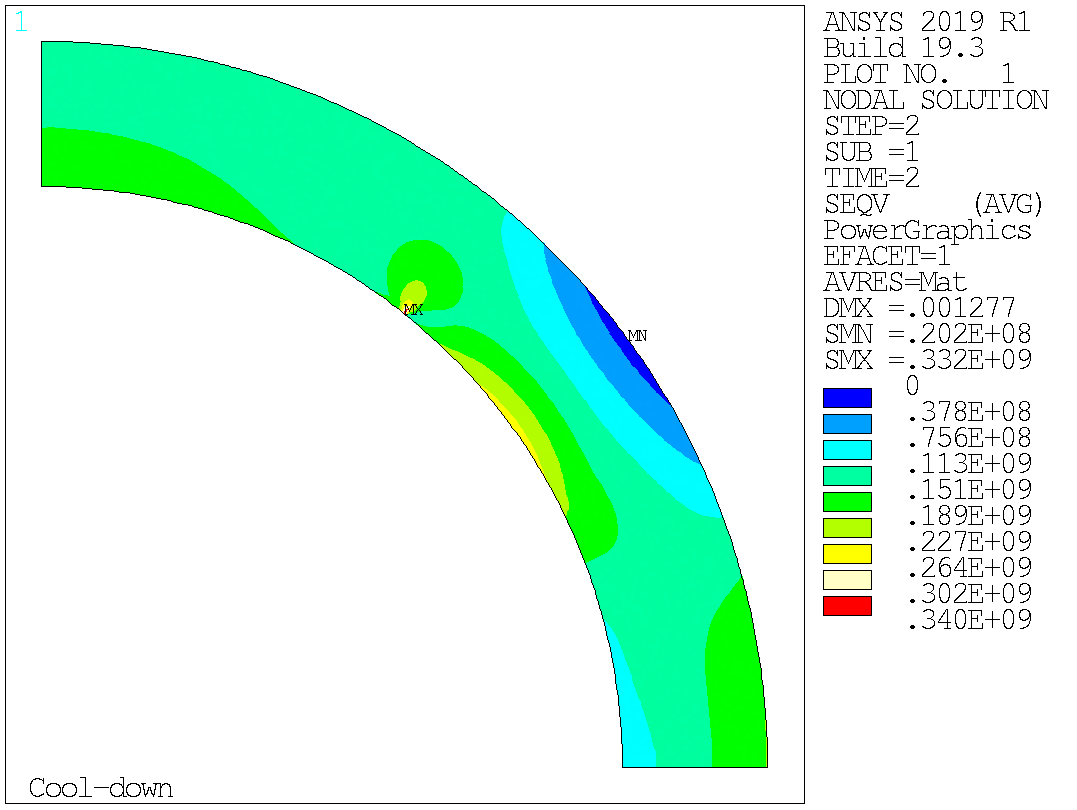 1
ANSYS 2019 R1
Build 19.3
PLOT NO.   1
NODAL SOLUTION
STEP=2
SUB =1
TIME=2
SEQV     (AVG)
PowerGraphics
EFACET=1
AVRES=Mat
DMX =.001277
SMN =.202E+08
SMX =.332E+09
0
.378E+08
.756E+08
.113E+09
.151E+09
.189E+09
.227E+09
.264E+09
.302E+09
.340E+09
MX
MN
Cool-down